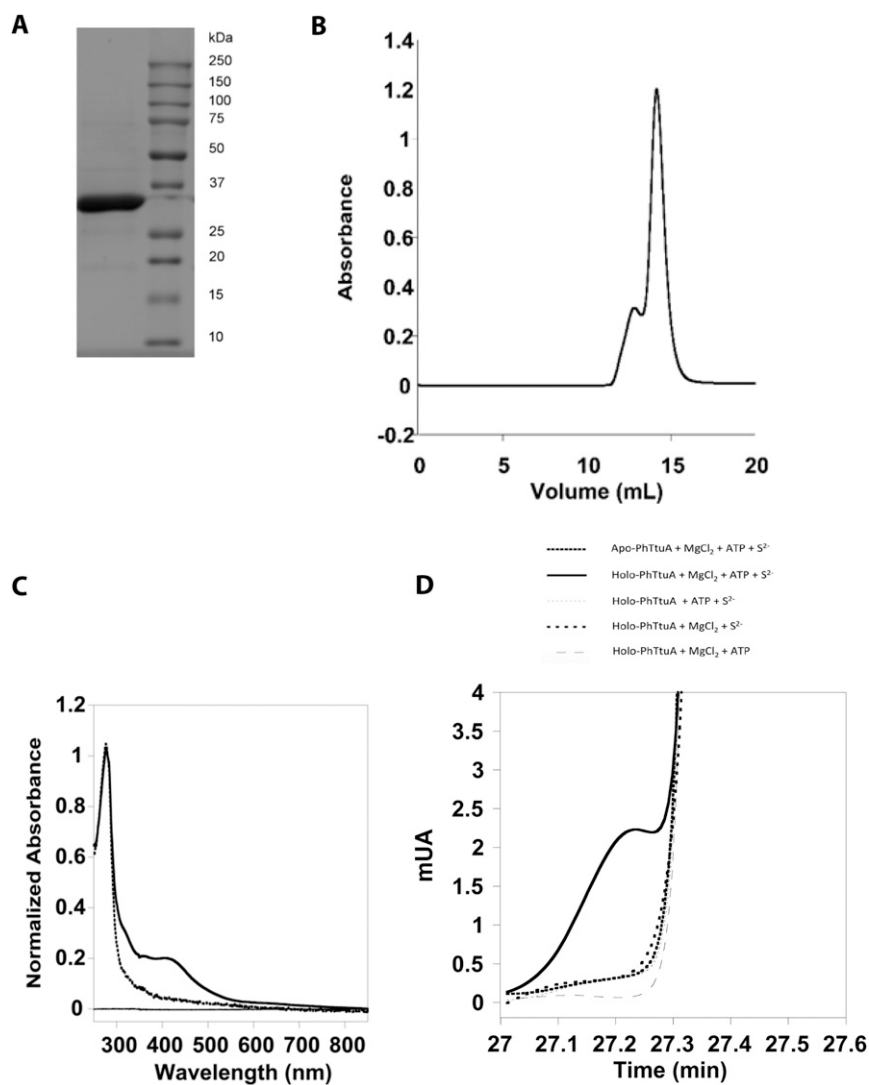 A
kDa
250
150
100
75
50
37
25
20
15
10
B
1.4
1.2
1
0.8
0.6
0.4
0.2
0
-0.2
Absorbance
0 5 10 15 20
Volume (mL)
C
1.2
1
0.8
0.6
0.4
0.2
0
Normalized Absorbance
300 400 500 600 700 800
Wavelength (nm)
D
Apo-PhTtuA + MgCl₂ + ATP + S²⁻
Holo-PhTtuA + MgCl₂ + ATP + S²⁻
Holo-PhTtuA + ATP + S²⁻
Holo-PhTtuA + MgCl₂ + S²⁻
Holo-PhTtuA + MgCl₂ + ATP
4
3.5
3
2.5
2
1.5
1
0.5
0
mUA
27 27.1 27.2 27.3 27.4 27.5 27.6
Time (min)